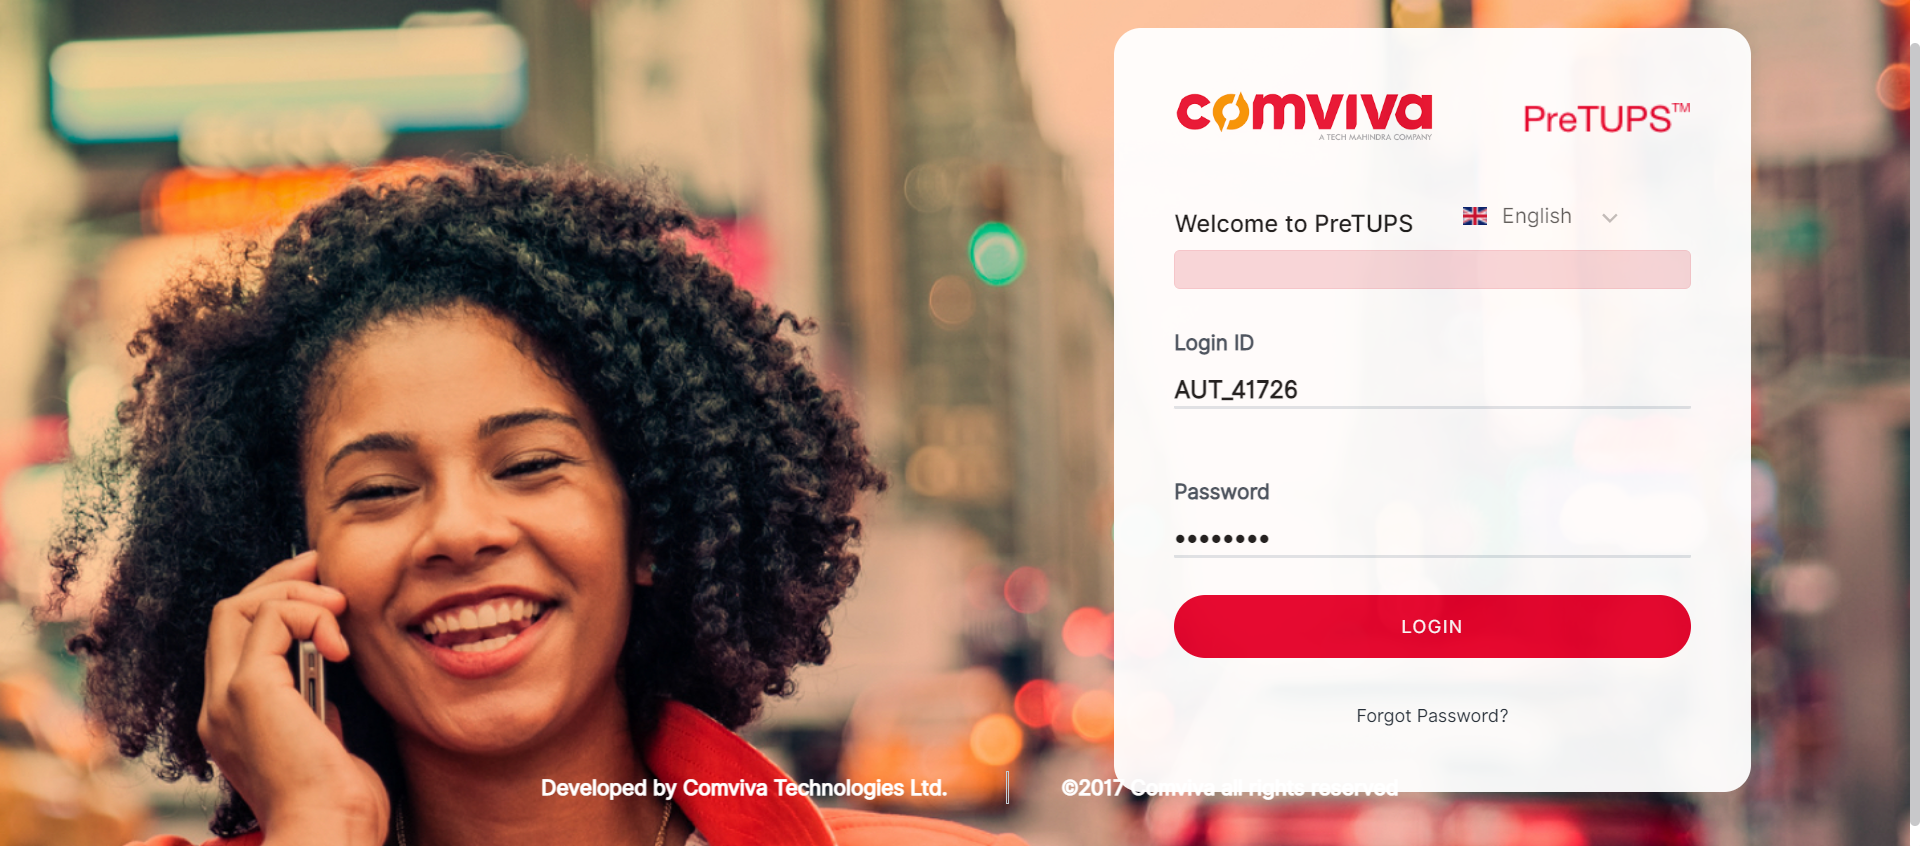 comviva
A TECH MAHINDRA COMPANY
PreTUPS™
Welcome to PreTUPS
English
Login ID
AUT_41726
Password
••••••••
LOGIN
Forgot Password?
Developed by Comviva Technologies Ltd.
©2017 Comviva all rights reserved